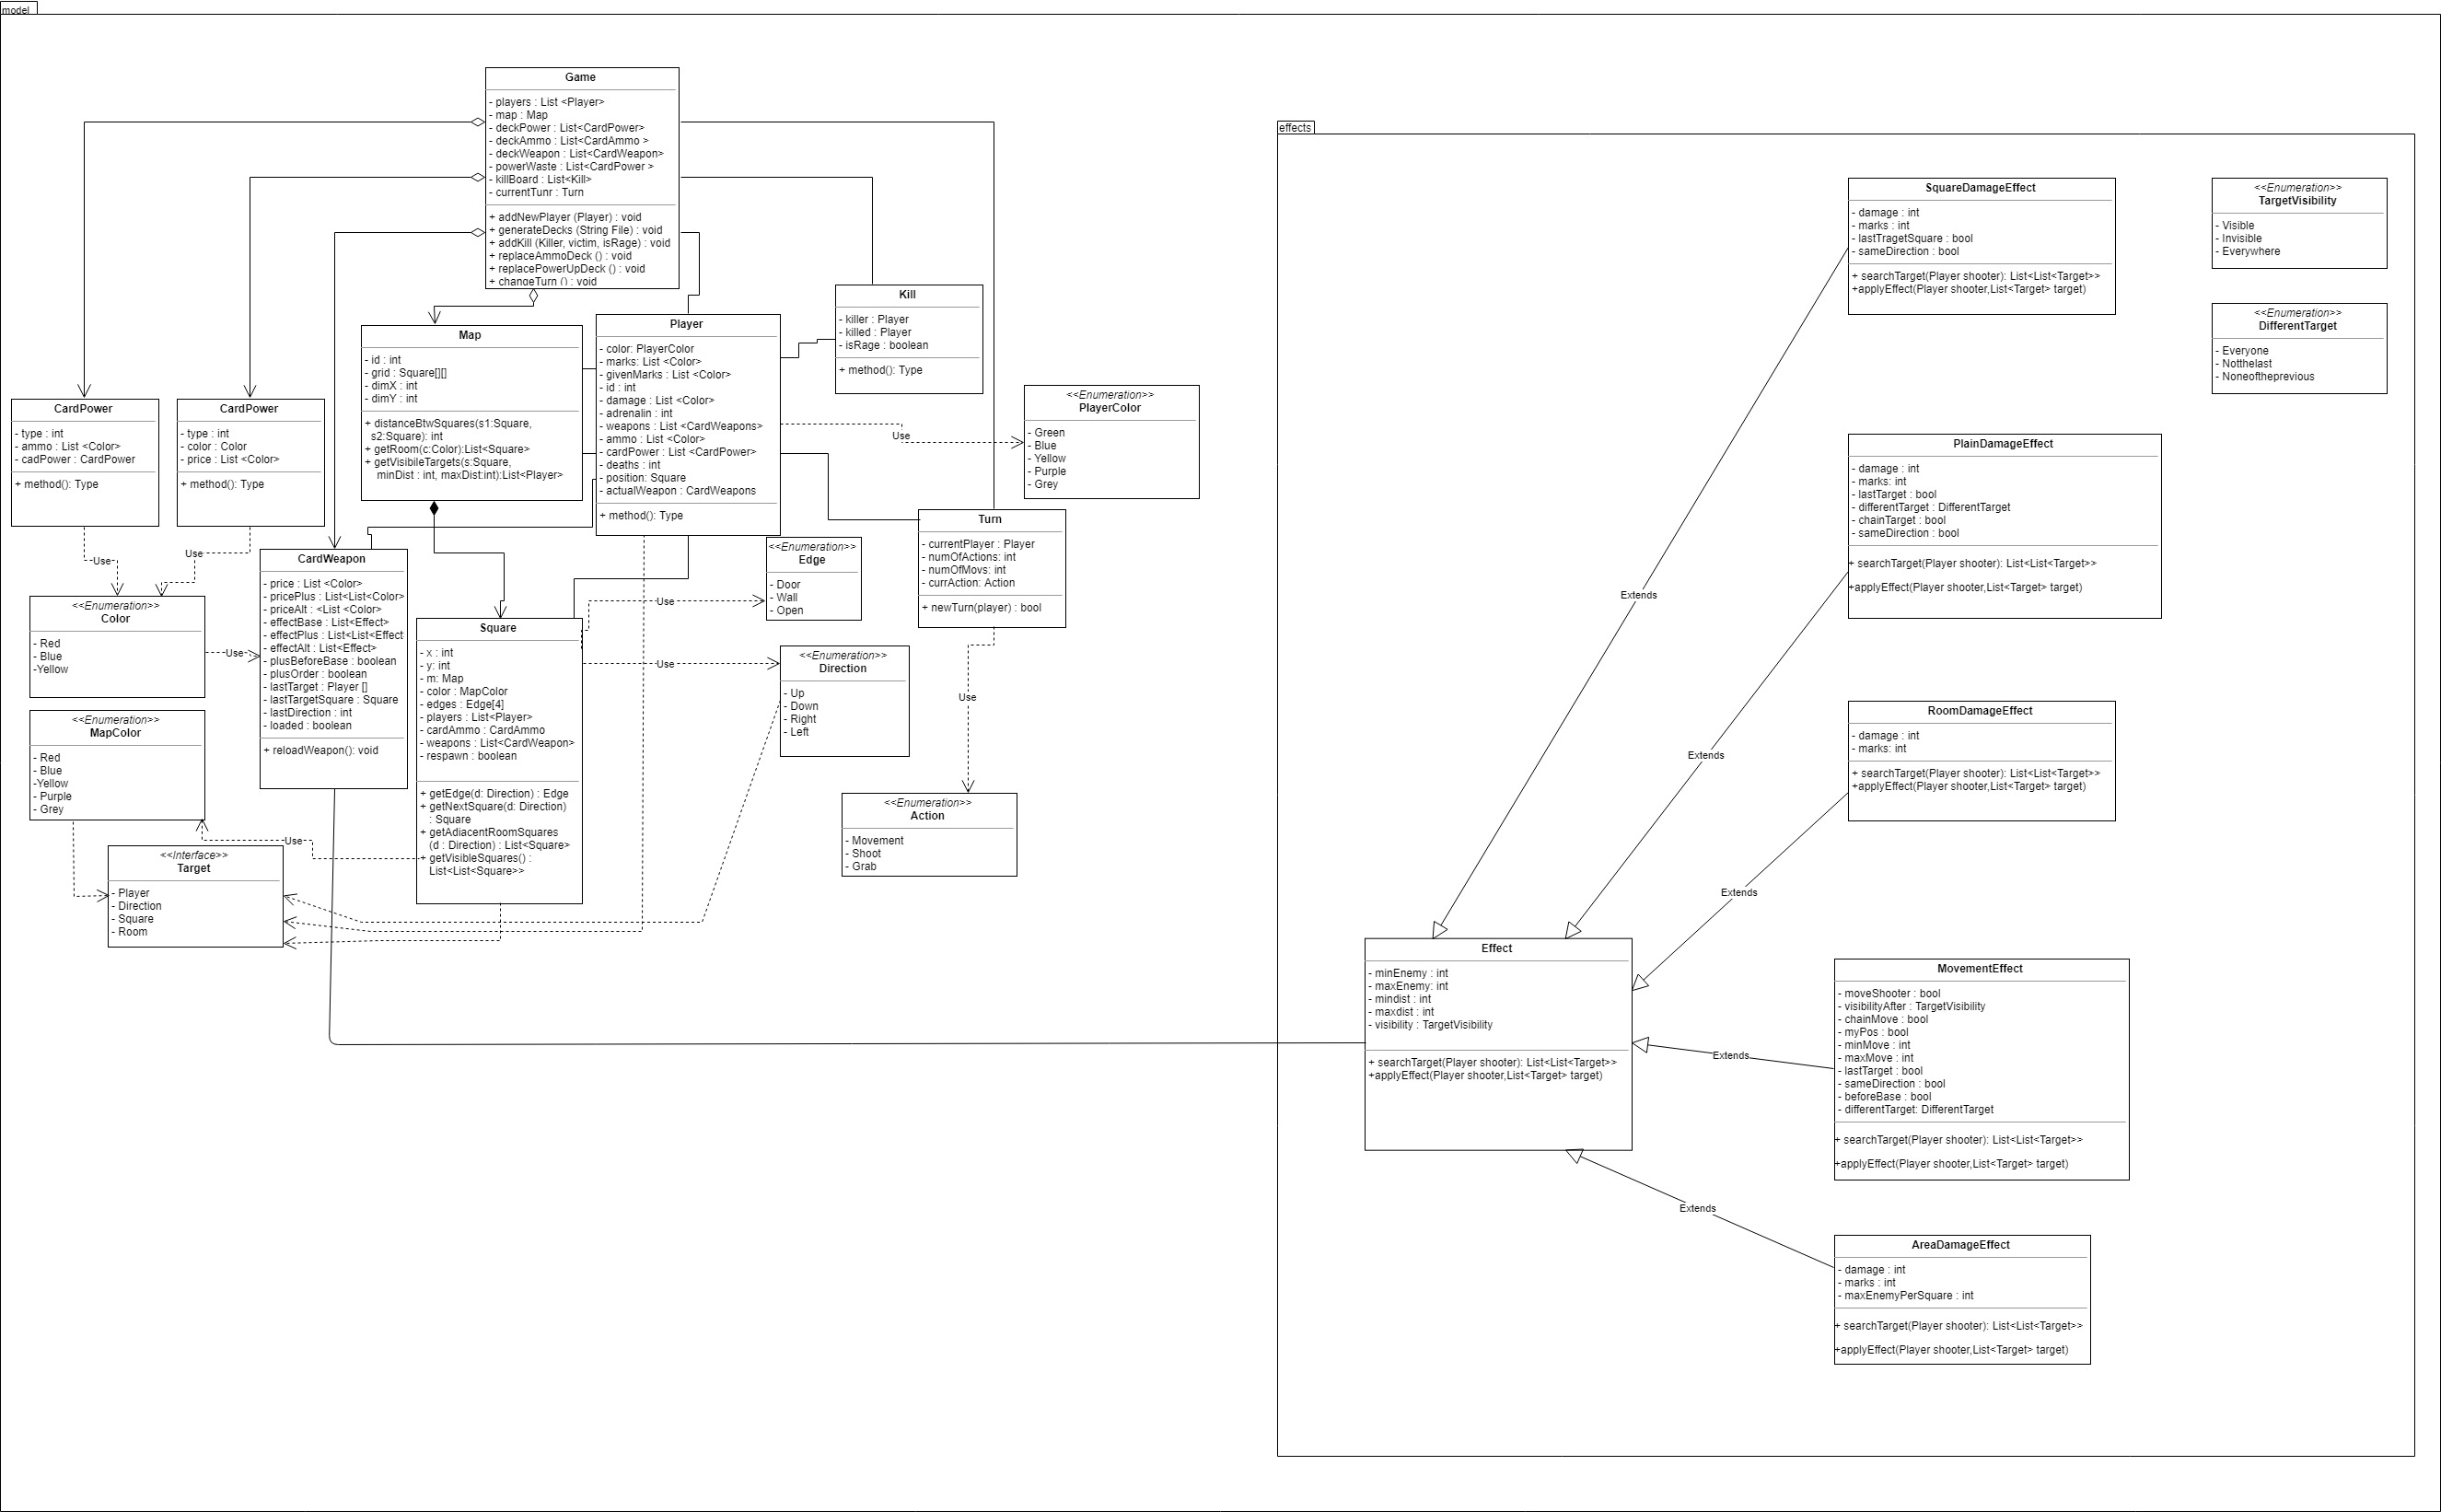 model
Game
- players : List <Player>
- map : Map
- deckPower : List<CardPower>
- deckAmmo : List<CardAmmo >
- deckWeapon : List<CardWeapon>
- powerWaste : List<CardPower >
- killBoard : List<Kill>
- currentTunr : Turn
+ addNewPlayer (Player) : void
+ generateDecks (String File) : void
+ addKill (Killer, victim, isRage) : void
+ replaceAmmoDeck () : void
+ replacePowerUpDeck () : void
+ changeTurn () : void
Map
- id : int
- grid : Square[][]
- dimX : int
- dimY : int
+ distanceBtwSquares(s1:Square,
s2:Square): int
+ getRoom(c:Color):List<Square>
+ getVisibileTargets(s:Square,
minDist : int, maxDist:int):List<Player>
Player
- color: PlayerColor
- marks: List <Color>
- givenMarks : List <Color>
- id : int
- damage : List <Color>
- adrenalin : int
- weapons : List <CardWeapons>
- ammo : List <Color>
- cardPower : List <CardPower>
- deaths : int
- position: Square
- actualWeapon : CardWeapons
+ method(): Type
Kill
- killer : Player
- killed : Player
- isRage : boolean
+ method(): Type
<<Enumeration>>
PlayerColor
- Green
- Blue
- Yellow
- Purple
- Grey
Use
CardPower
- type : int
- ammo : List <Color>
- cadPower : CardPower
+ method(): Type
CardPower
- type : int
- color : Color
- price : List <Color>
+ method(): Type
Use
Use
CardWeapon
- price : List <Color>
- pricePlus : List<List<Color>
- priceAlt : <List <Color>
- effectBase : List<Effect>
- effectPlus : List<List<Effect
- effectAlt : List<Effect>
- plusBeforeBase : boolean
- plusOrder : boolean
- lastTarget : Player []
- lastTargetSquare : Square
- lastDirection : int
- loaded : boolean
+ reloadWeapon(): void
<<Enumeration>>
Color
- Red
- Blue
-Yellow
Use
<<Enumeration>>
MapColor
- Red
- Blue
-Yellow
- Purple
- Grey
Use
<<Interface>>
Target
- Player
- Direction
- Square
- Room
Square
- x : int
- y: int
- m: Map
- color : MapColor
- edges : Edge[4]
- players : List<Player>
- cardAmmo : CardAmmo
- weapons : List<CardWeapon>
- respawn : boolean
+ getEdge(d: Direction) : Edge
+ getNextSquare(d: Direction)
: Square
+ getAdiacentRoomSquares
(d : Direction) : List<Square>
+ getVisibleSquares() :
List<List<Square>>
<<Enumeration>>
Edge
- Door
- Wall
- Open
Use
<<Enumeration>>
Direction
- Up
- Down
- Right
- Left
Use
Turn
- currentPlayer : Player
- numOfActions: int
- numOfMovs: int
- currAction: Action
+ newTurn(player) : bool
Use
<<Enumeration>>
Action
- Movement
- Shoot
- Grab
effects
SquareDamageEffect
- damage : int
- marks : int
- lastTragetSquare : bool
- sameDirection : bool
+ searchTarget(Player shooter): List<List<Target>>
+applyEffect(Player shooter,List<Target> target)
<<Enumeration>>
TargetVisibility
- Visible
- Invisible
- Everywhere
<<Enumeration>>
DifferentTarget
- Everyone
- Notthelast
- Noneoftheprevious
PlainDamageEffect
- damage : int
- marks: int
- lastTarget : bool
- differentTarget : DifferentTarget
- chainTarget : bool
- sameDirection : bool
+ searchTarget(Player shooter): List<List<Target>>
+applyEffect(Player shooter,List<Target> target)
Extends
Extends
RoomDamageEffect
- damage : int
- marks: int
+ searchTarget(Player shooter): List<List<Target>>
+applyEffect(Player shooter,List<Target> target)
Extends
Effect
- minEnemy : int
- maxEnemy: int
- mindist : int
- maxdist : int
- visibility : TargetVisibility
+ searchTarget(Player shooter): List<List<Target>>
+applyEffect(Player shooter,List<Target> target)
MovementEffect
- moveShooter : bool
- visibilityAfter : TargetVisibility
- chainMove : bool
- myPos : bool
- minMove : int
- maxMove : int
- lastTarget : bool
- sameDirection : bool
- beforeBase : bool
- differentTarget: DifferentTarget
+ searchTarget(Player shooter): List<List<Target>>
+applyEffect(Player shooter,List<Target> target)
Extends
Extends
AreaDamageEffect
- damage : int
- marks : int
- maxEnemyPerSquare : int
+ searchTarget(Player shooter): List<List<Target>>
+applyEffect(Player shooter,List<Target> target)